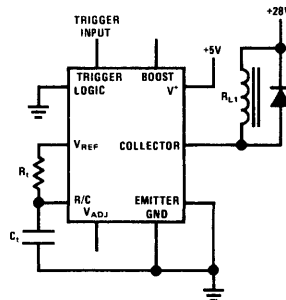 TRIGGER
INPUT
+28V
+5V
TRIGGER
LOGIC
BOOST
V+
RL1
VREF
COLLECTOR
Rt
R/C
VADJ
EMITTER
GND
Ct